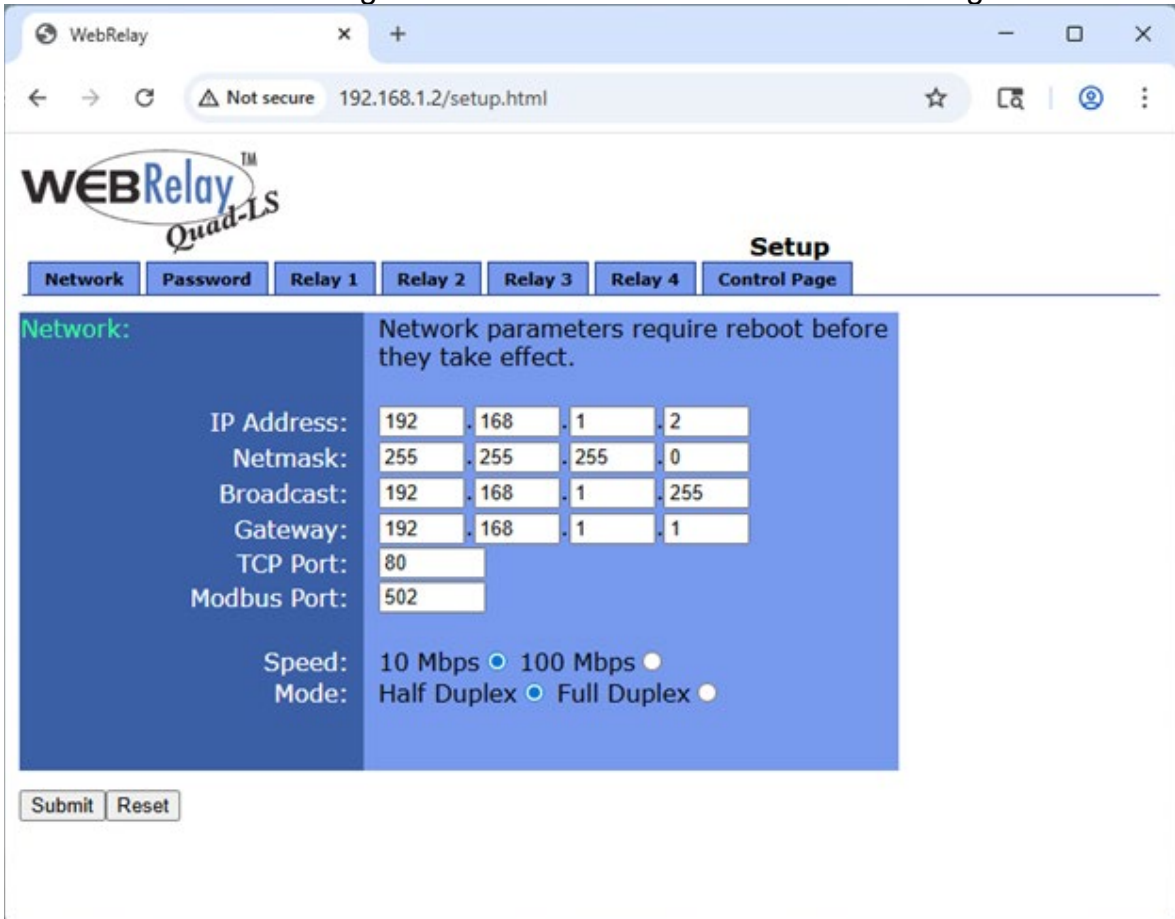 WebRelay
Not secure 192.168.1.2/setup.html
WEBRelay™
Quad-LS
Setup
Network Password Relay 1 Relay 2 Relay 3 Relay 4 Control Page
Network: Network parameters require reboot before
they take effect.
IP Address: 192 . 168 . 1 . 2
Netmask: 255 . 255 . 255 . 0
Broadcast: 192 . 168 . 1 . 255
Gateway: 192 . 168 . 1 . 1
TCP Port: 80
Modbus Port: 502
Speed: 10 Mbps 100 Mbps
Mode: Half Duplex Full Duplex
Submit Reset